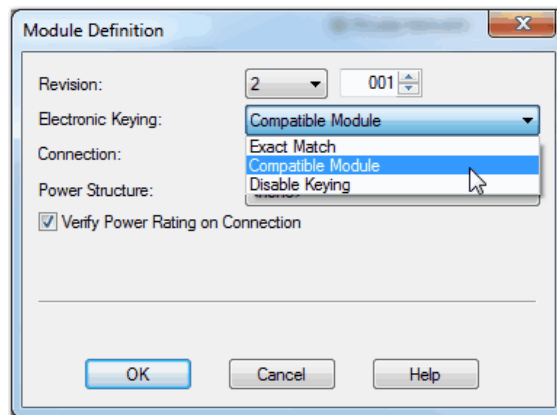 Module Definition
X
Revision: 2 001
Electronic Keying: Compatible Module
Exact Match
Connection: Compatible Module
Disable Keying
Power Structure:
Verify Power Rating on Connection
OK Cancel Help